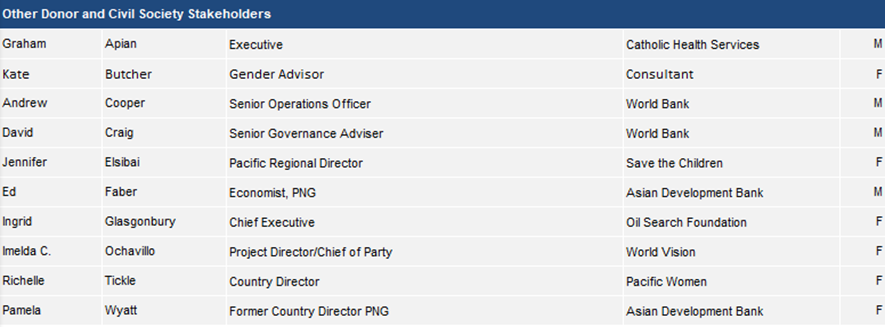 Other Donor and Civil Society Stakeholders
Graham Apian Executive Catholic Health Services M
Kate Butcher Gender Advisor Consultant F
Andrew Cooper Senior Operations Officer World Bank M
David Craig Senior Governance Adviser World Bank M
Jennifer Elsibai Pacific Regional Director Save the Children F
Ed Faber Economist, PNG Asian Development Bank M
Ingrid Glasgonbury Chief Executive Oil Search Foundation F
Imelda C. Ochavillo Project Director/Chief of Party World Vision F
Richelle Tickle Country Director Pacific Women F
Pamela Wyatt Former Country Director PNG Asian Development Bank F